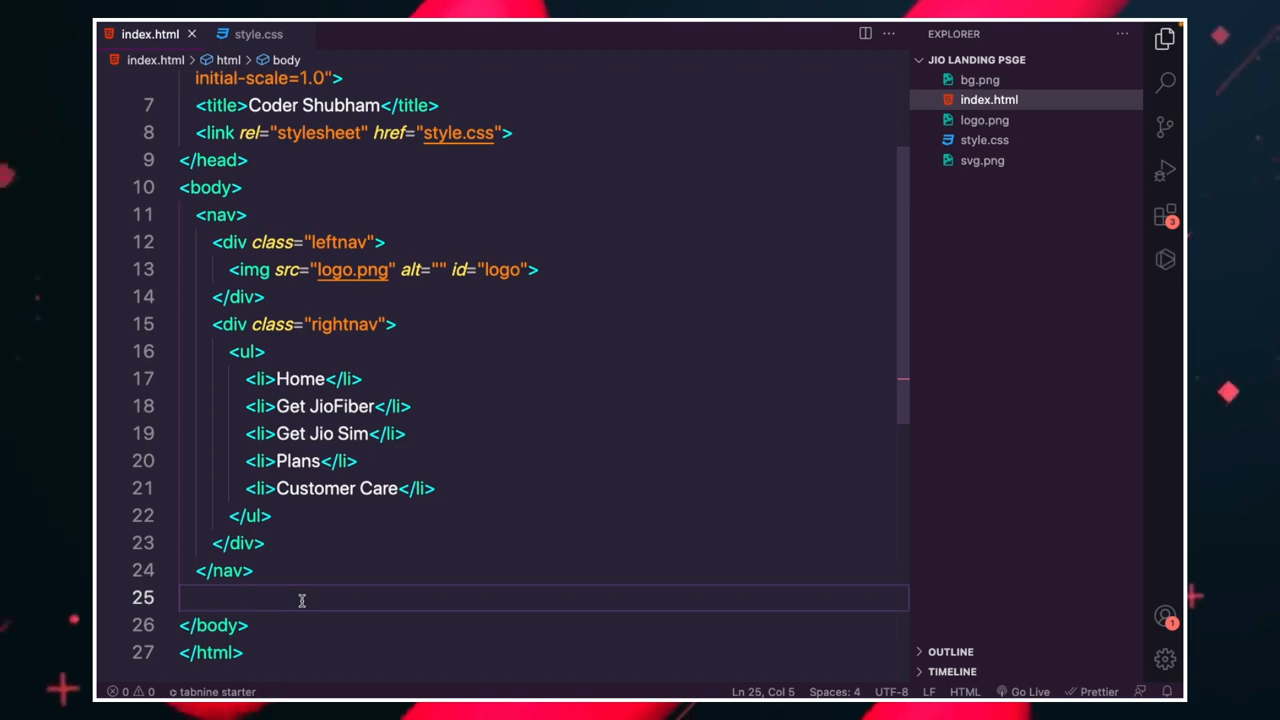 index.html
style.css
EXPLORER
index.html > html > body
JIO LANDING PSGE
bg.png
index.html
logo.png
style.css
svg.png
initial-scale=1.0">
7 <title>Coder Shubham</title>
8 <link rel="stylesheet" href="style.css">
9 </head>
10 <body>
11 <nav>
12 <div class="leftnav">
13 <img src="logo.png" alt="" id="logo">
14 </div>
15 <div class="rightnav">
16 <ul>
17 <li>Home</li>
18 <li>Get JioFiber</li>
19 <li>Get Jio Sim</li>
20 <li>Plans</li>
21 <li>Customer Care</li>
22 </ul>
23 </div>
24 </nav>
25
26 </body>
27 </html>
3
1
OUTLINE
TIMELINE
0 0 tabnine starter Ln 25, Col 5 Spaces: 4 UTF-8 LF HTML Go Live Prettier